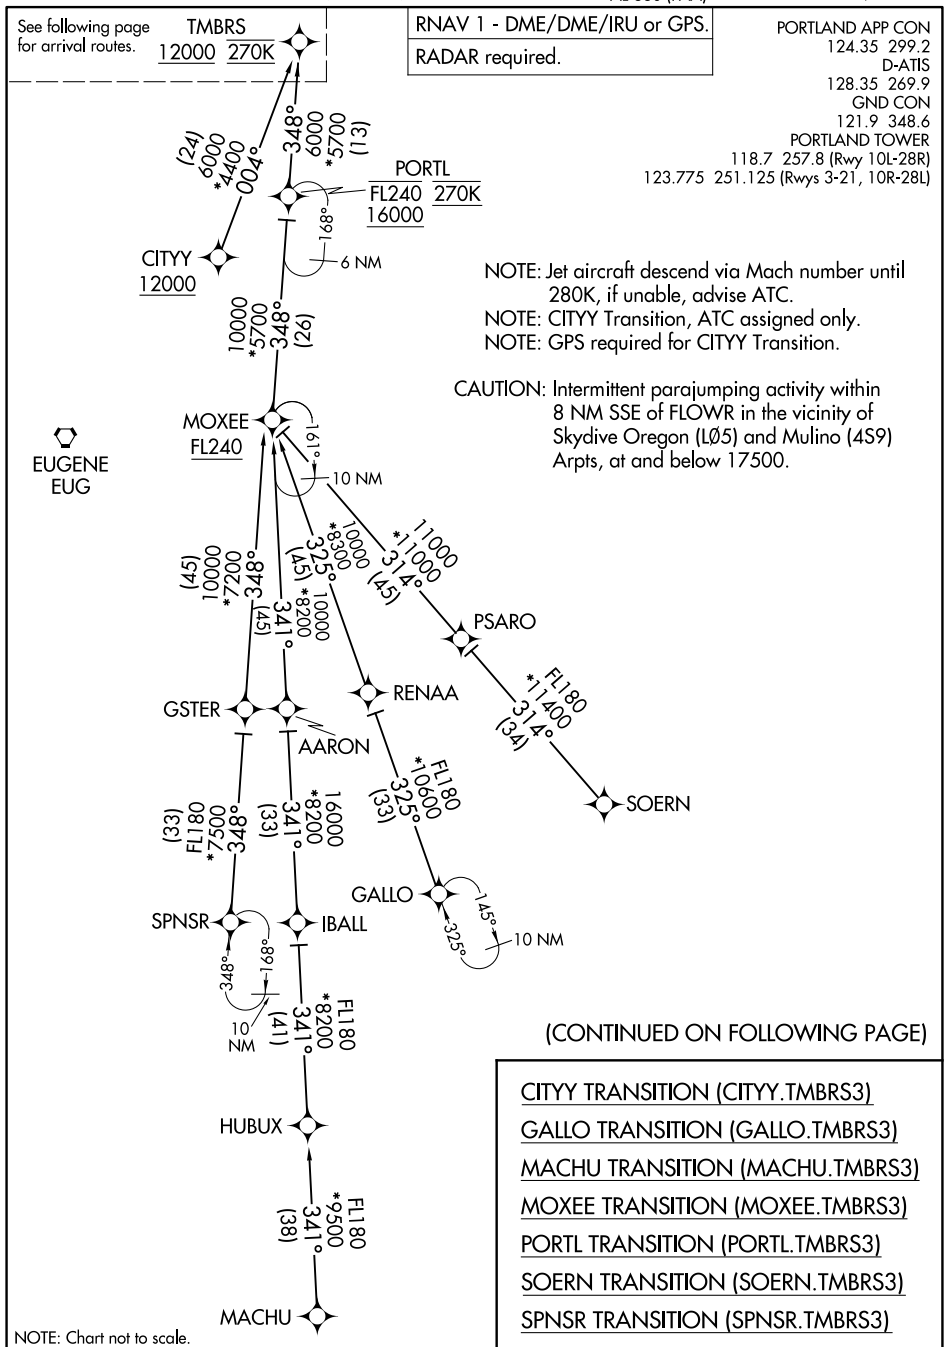 See following page
for arrival routes.
TMBRS
12000 270K
RNAV 1 - DME/DME/IRU or GPS.
RADAR required.
PORTLAND APP CON
124.35 299.2
D-ATIS
128.35 269.9
GND CON
121.9 348.6
PORTLAND TOWER
118.7 257.8 (Rwy 10L-28R)
123.775 251.125 (Rwys 3-21, 10R-28L)
004°
*4400
6000
(24)
348°
6000
*5700
(13)
PORTL
FL240 270K
16000
168°
6 NM
CITYY
12000
NOTE: Jet aircraft descend via Mach number until
280K, if unable, advise ATC.
NOTE: CITYY Transition, ATC assigned only.
NOTE: GPS required for CITYY Transition.
10000
*5700
348°
(26)
CAUTION: Intermittent parajumping activity within
8 NM SSE of FLOWR in the vicinity of
Skydive Oregon (LØ5) and Mulino (4S9)
Arpts, at and below 17500.
MOXEE
FL240
161°
10 NM
EUGENE
EUG
(45)
10000
*7200
348°
10000
*8200
341°
(45)
10000
*8300
325°
(45)
11000
*11000
314°
(45)
PSARO
RENAA
GSTER
AARON
FL180
*11400
314°
(34)
SOERN
(33)
FL180
*7500
348°
16000
*8200
341°
(33)
FL180
*10600
325°
(33)
GALLO
145°
325°
10 NM
SPNSR
IBALL
348°
168°
10
NM
FL180
*8200
341°
(41)
(CONTINUED ON FOLLOWING PAGE)
HUBUX
FL180
*9500
341°
(38)
MACHU
CITYY TRANSITION (CITYY.TMBRS3)
GALLO TRANSITION (GALLO.TMBRS3)
MACHU TRANSITION (MACHU.TMBRS3)
MOXEE TRANSITION (MOXEE.TMBRS3)
PORTL TRANSITION (PORTL.TMBRS3)
SOERN TRANSITION (SOERN.TMBRS3)
SPNSR TRANSITION (SPNSR.TMBRS3)
NOTE: Chart not to scale.